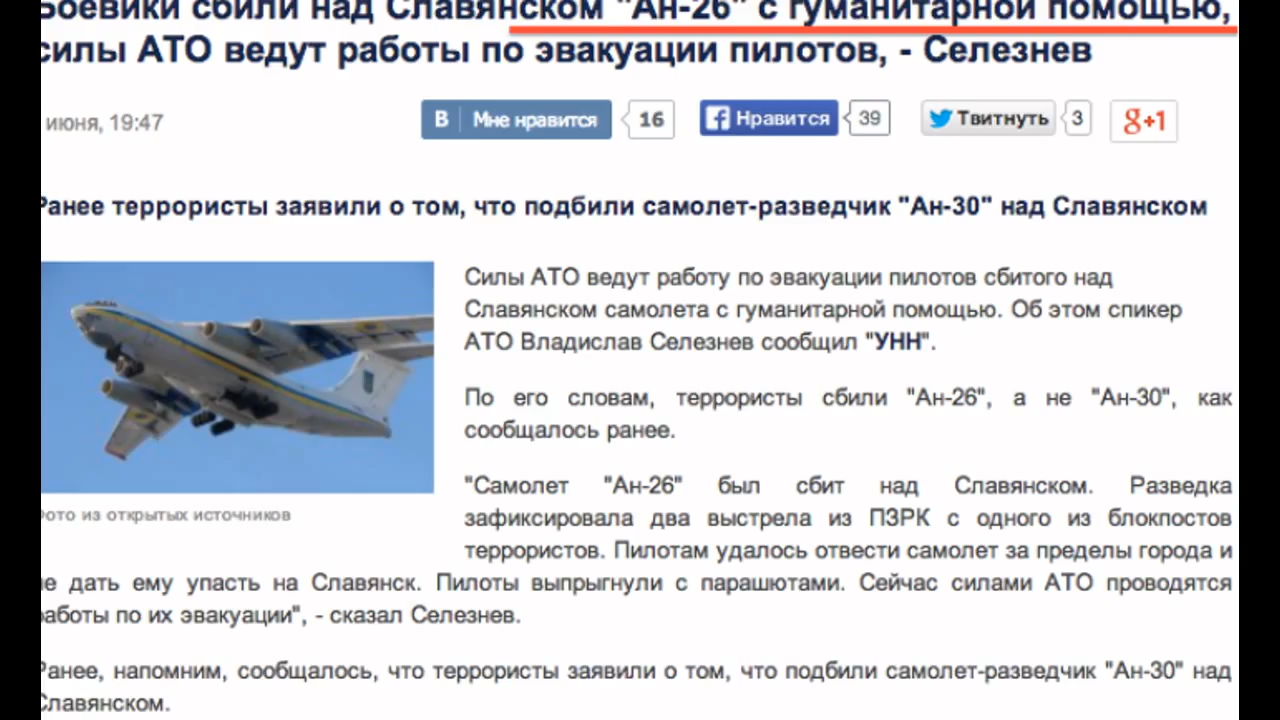 Боевики сбили над Славянском "Ан-26" с гуманитарной помощью,
силы АТО ведут работы по эвакуации пилотов, - Селезнев
июня, 19:47
В Мне нравится 16
f Нравится 39
Твитнуть 3
g+1
Ранее террористы заявили о том, что подбили самолет-разведчик "Ан-30" над Славянском
Силы АТО ведут работу по эвакуации пилотов сбитого над
Славянском самолета с гуманитарной помощью. Об этом спикер
АТО Владислав Селезнев сообщил "УНН".
По его словам, террористы сбили "Ан-26", а не "Ан-30", как
сообщалось ранее.
"Самолет "Ан-26" был сбит над Славянском. Разведка
зафиксировала два выстрела из ПЗРК с одного из блокпостов
Фото из открытых источников
террористов. Пилотам удалось отвести самолет за пределы города и
не дать ему упасть на Славянск. Пилоты выпрыгнули с парашютами. Сейчас силами АТО проводятся
работы по их эвакуации", - сказал Селезнев.
Ранее, напомним, сообщалось, что террористы заявили о том, что подбили самолет-разведчик "Ан-30" над
Славянском.